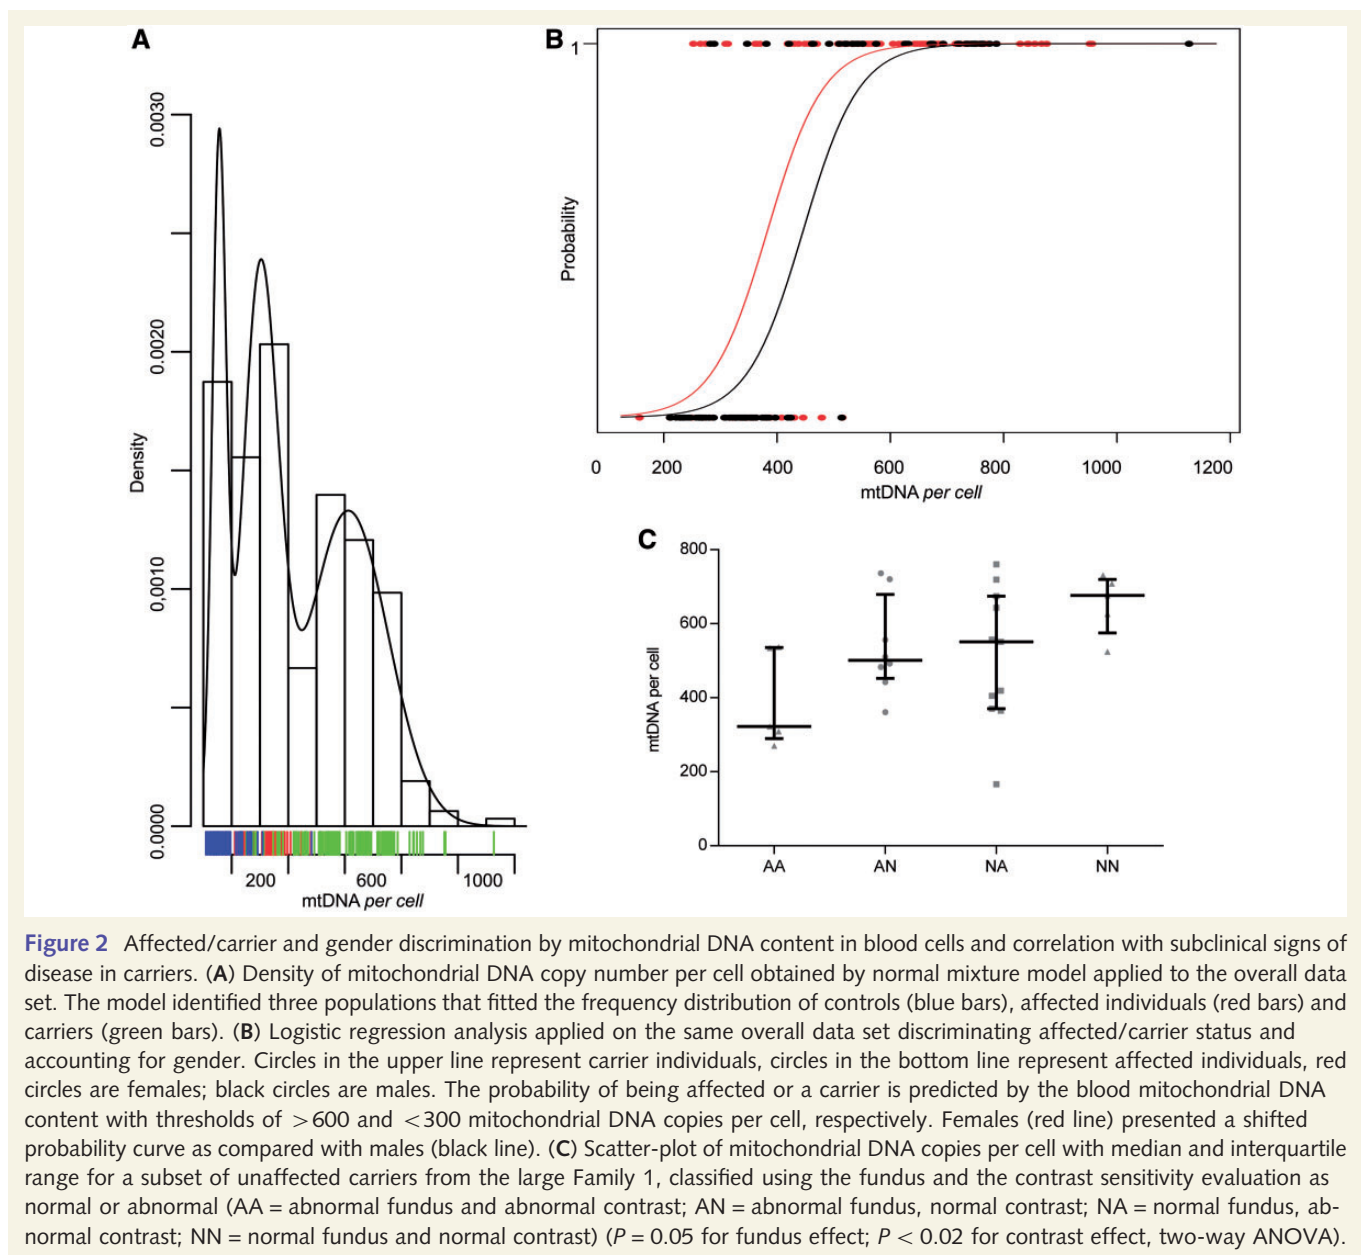 A
0.0030
0.0020
0.0010
0.0000
Density
200
600
1000
mtDNA per cell
B
1
Probability
0
200
400
600
800
1000
1200
mtDNA per cell
C
800
600
400
200
0
mtDNA per cell
AA
AN
NA
NN
Figure 2 Affected/carrier and gender discrimination by mitochondrial DNA content in blood cells and correlation with subclinical signs of
disease in carriers. (A) Density of mitochondrial DNA copy number per cell obtained by normal mixture model applied to the overall data
set. The model identified three populations that fitted the frequency distribution of controls (blue bars), affected individuals (red bars) and
carriers (green bars). (B) Logistic regression analysis applied on the same overall data set discriminating affected/carrier status and
accounting for gender. Circles in the upper line represent carrier individuals, circles in the bottom line represent affected individuals, red
circles are females; black circles are males. The probability of being affected or a carrier is predicted by the blood mitochondrial DNA
content with thresholds of >600 and <300 mitochondrial DNA copies per cell, respectively. Females (red line) presented a shifted
probability curve as compared with males (black line). (C) Scatter-plot of mitochondrial DNA copies per cell with median and interquartile
range for a subset of unaffected carriers from the large Family 1, classified using the fundus and the contrast sensitivity evaluation as
normal or abnormal (AA = abnormal fundus and abnormal contrast; AN = abnormal fundus, normal contrast; NA = normal fundus, ab-
normal contrast; NN = normal fundus and normal contrast) (P = 0.05 for fundus effect; P < 0.02 for contrast effect, two-way ANOVA).